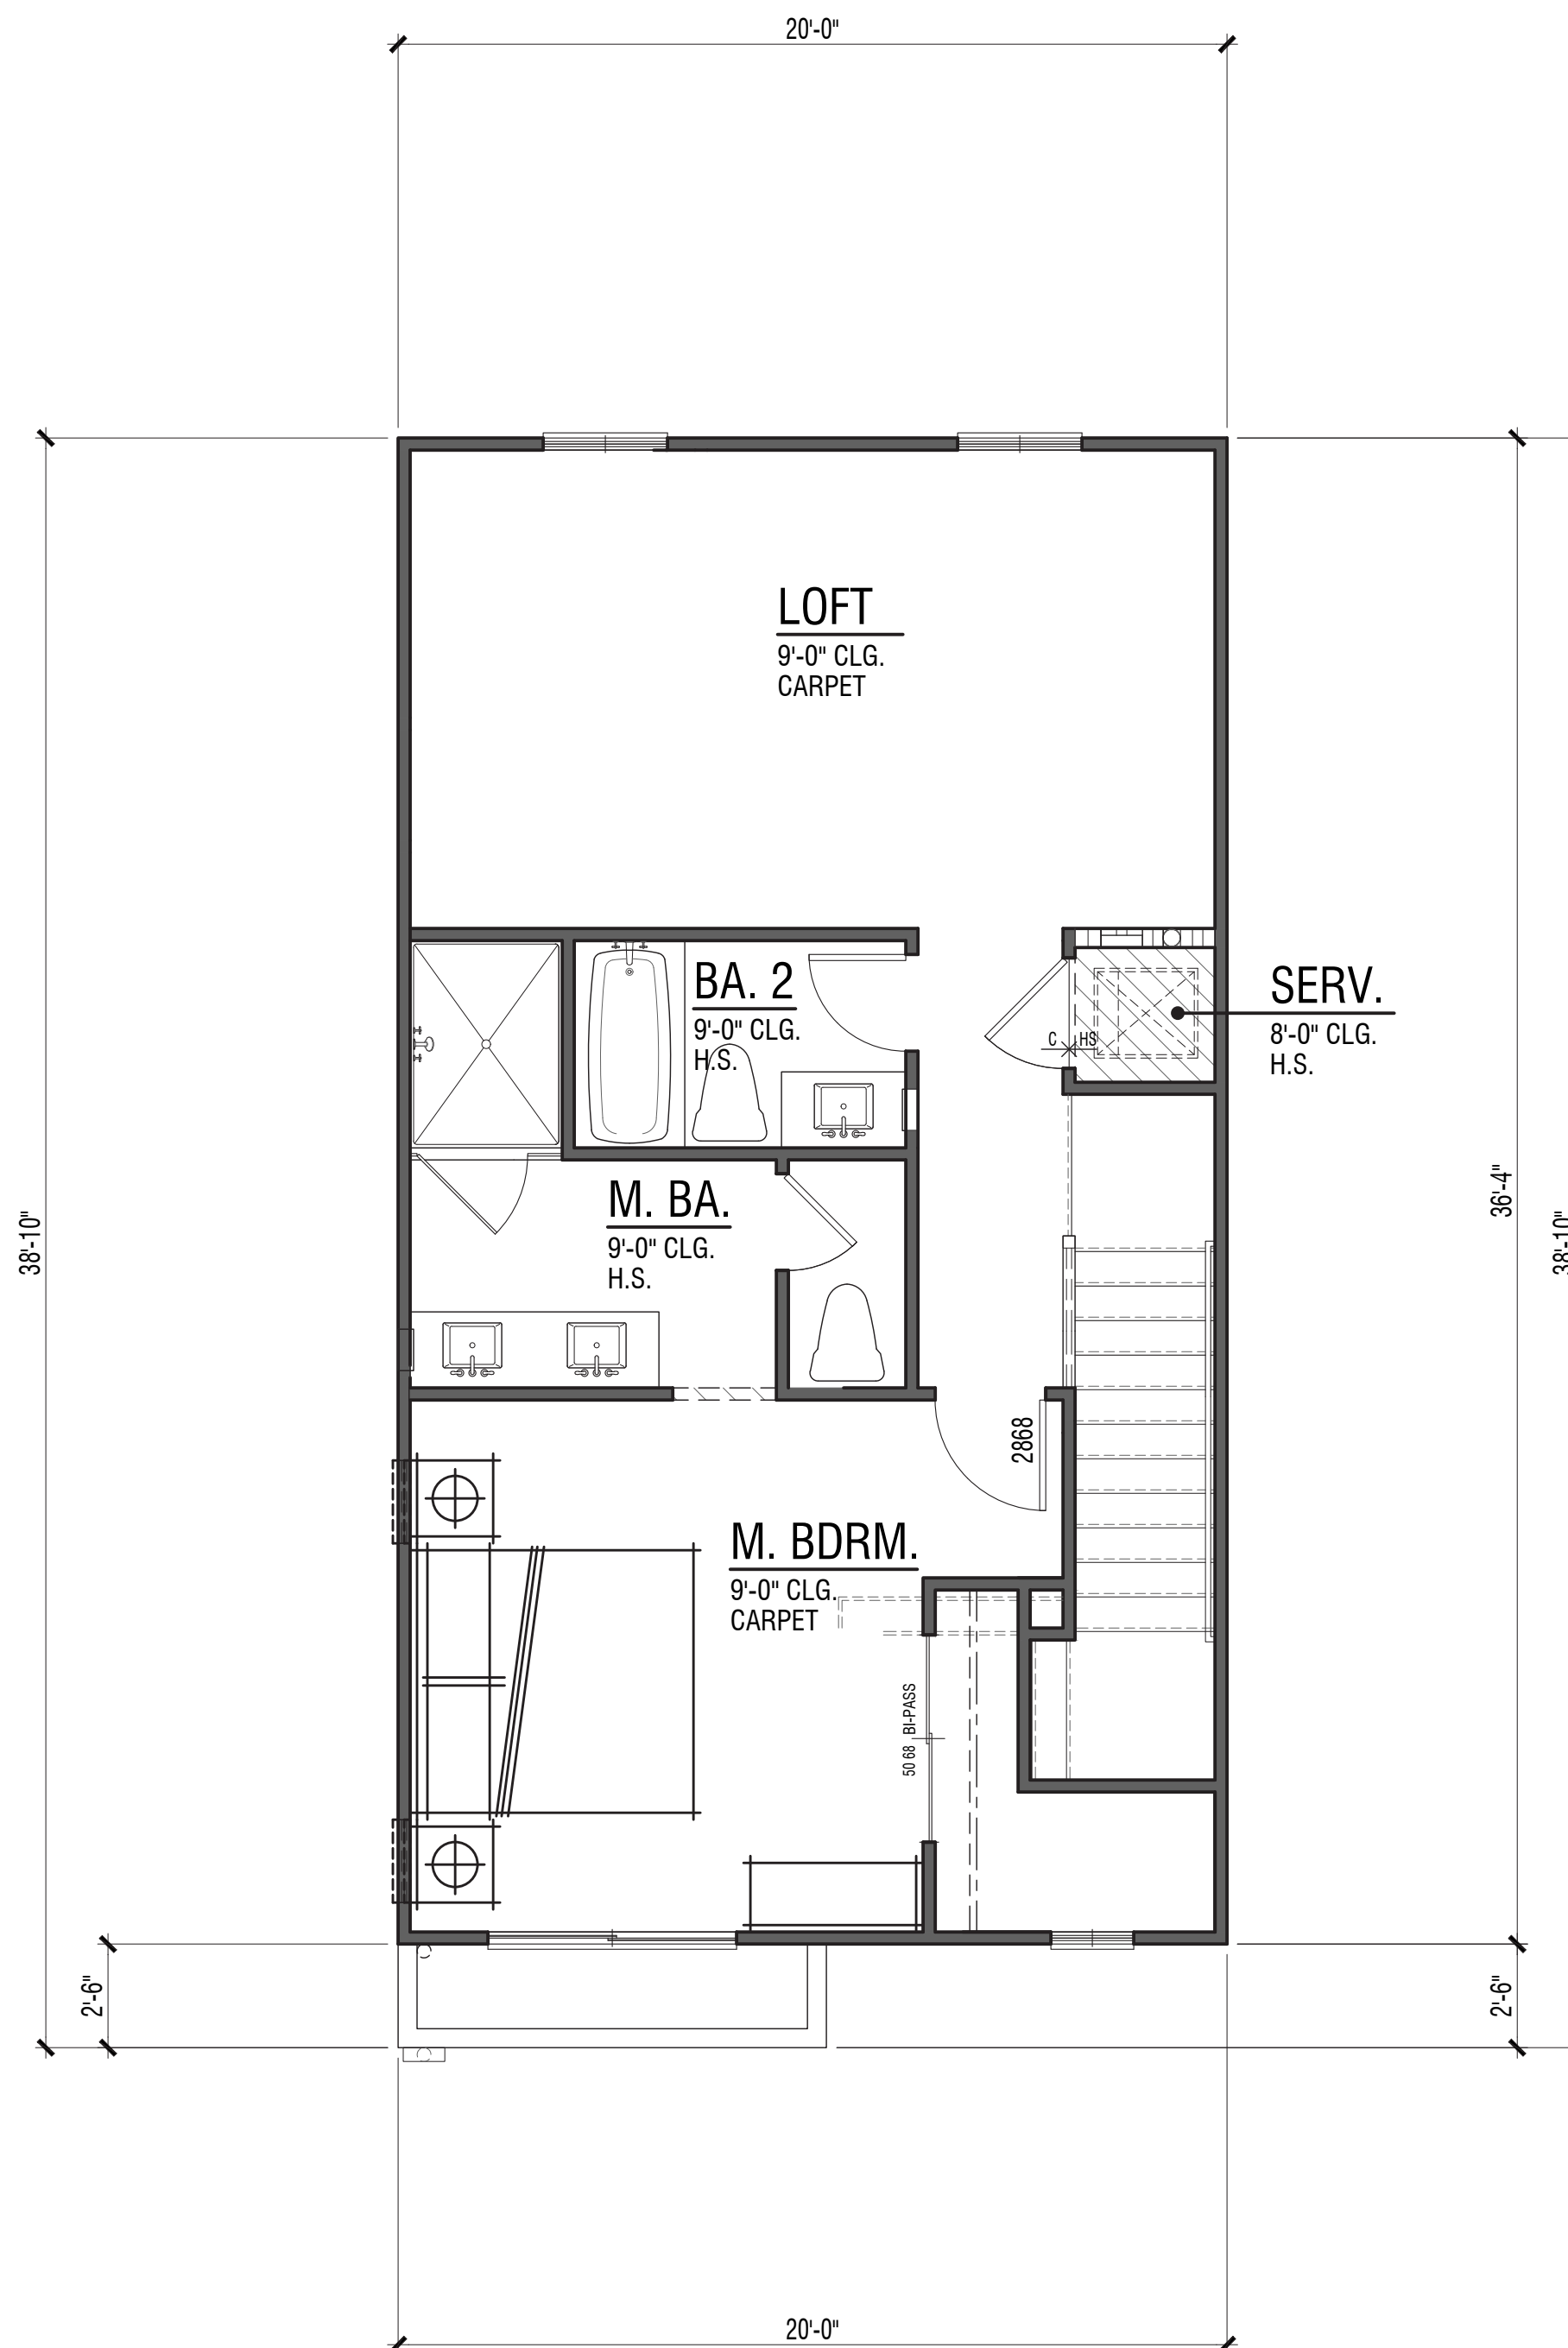 20'-0"
LOFT
9'-0" CLG.
CARPET
BA. 2
9'-0" CLG.
H.S.
SERV.
8'-0" CLG.
H.S.
C HS
M. BA.
9'-0" CLG.
H.S.
38'-10"
36'-4"
38'-10"
2868
M. BDRM.
9'-0" CLG.
CARPET
50 68 BI-PASS
2'-6"
2'-6"
20'-0"